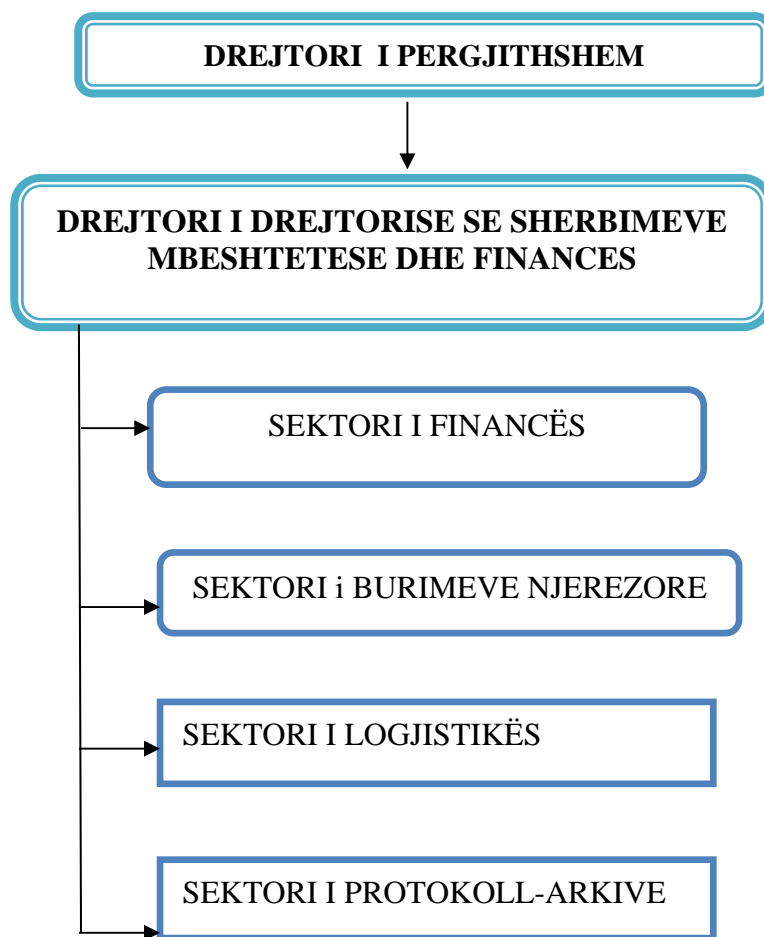 DREJTORI I PERGJITHSHEM
DREJTORI I DREJTORISE SE SHERBIMEVE
MBESHTETESE DHE FINANCES
SEKTORI I FINANCËS
SEKTORI i BURIMEVE NJEREZORE
SEKTORI I LOGJISTIKËS
SEKTORI I PROTOKOLL-ARKIVE